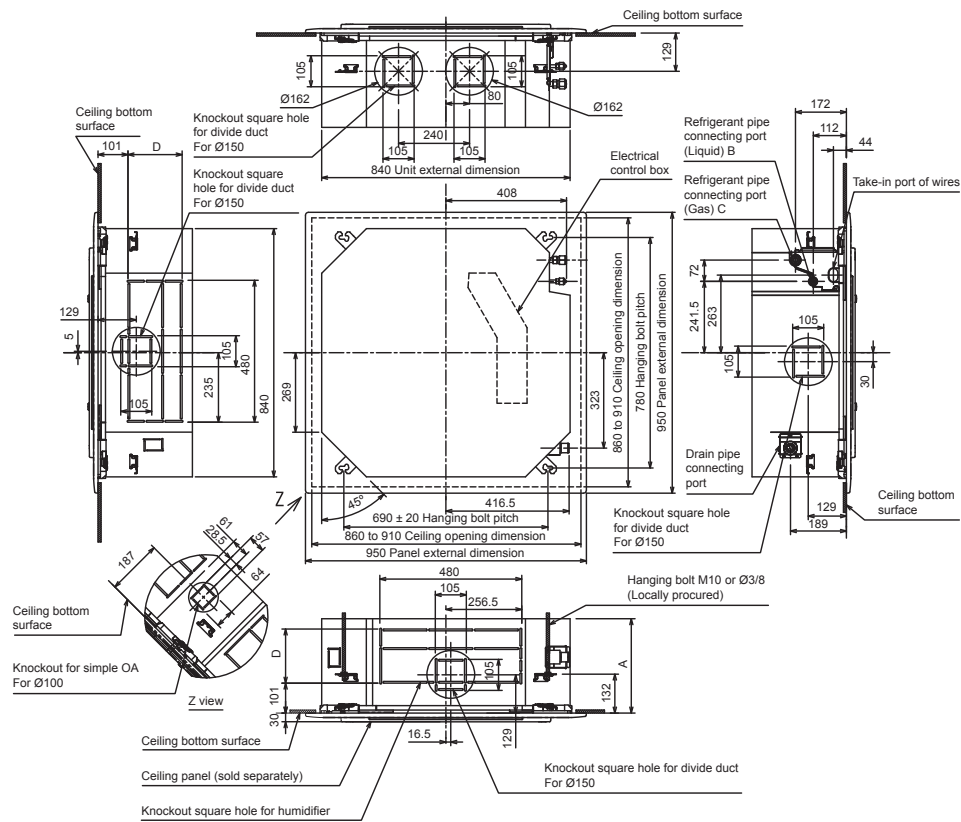 Ceiling bottom surface
129
105
105
Ø162
80
Ø162
240
105
105
840 Unit external dimension
Knockout square hole
for divide duct
For Ø150
Ceiling bottom
surface
101
D
Knockout square
hole for divide duct
For Ø150
129
5
105
105
480
235
840
Electrical
control box
408
269
323
860 to 910 Ceiling opening dimension
780 Hanging bolt pitch
950 Panel external dimension
45°
416.5
690 ± 20 Hanging bolt pitch
860 to 910 Ceiling opening dimension
950 Panel external dimension
Z
172
112
44
Refrigerant pipe
connecting port
(Liquid) B
Refrigerant pipe
connecting port
(Gas) C
Take-in port of wires
72
241.5
263
105
105
30
Drain pipe
connecting
port
129
189
Knockout square hole
for divide duct
For Ø150
Ceiling bottom
surface
187
61
28.5
57
64
Ceiling bottom
surface
Knockout for simple OA
For Ø100
Z view
480
105
256.5
Hanging bolt M10 or Ø3/8
(Locally procured)
D
101
30
105
A
132
129
16.5
Ceiling bottom surface
Ceiling panel (sold separately)
Knockout square hole for humidifier
Knockout square hole for divide duct
For Ø150